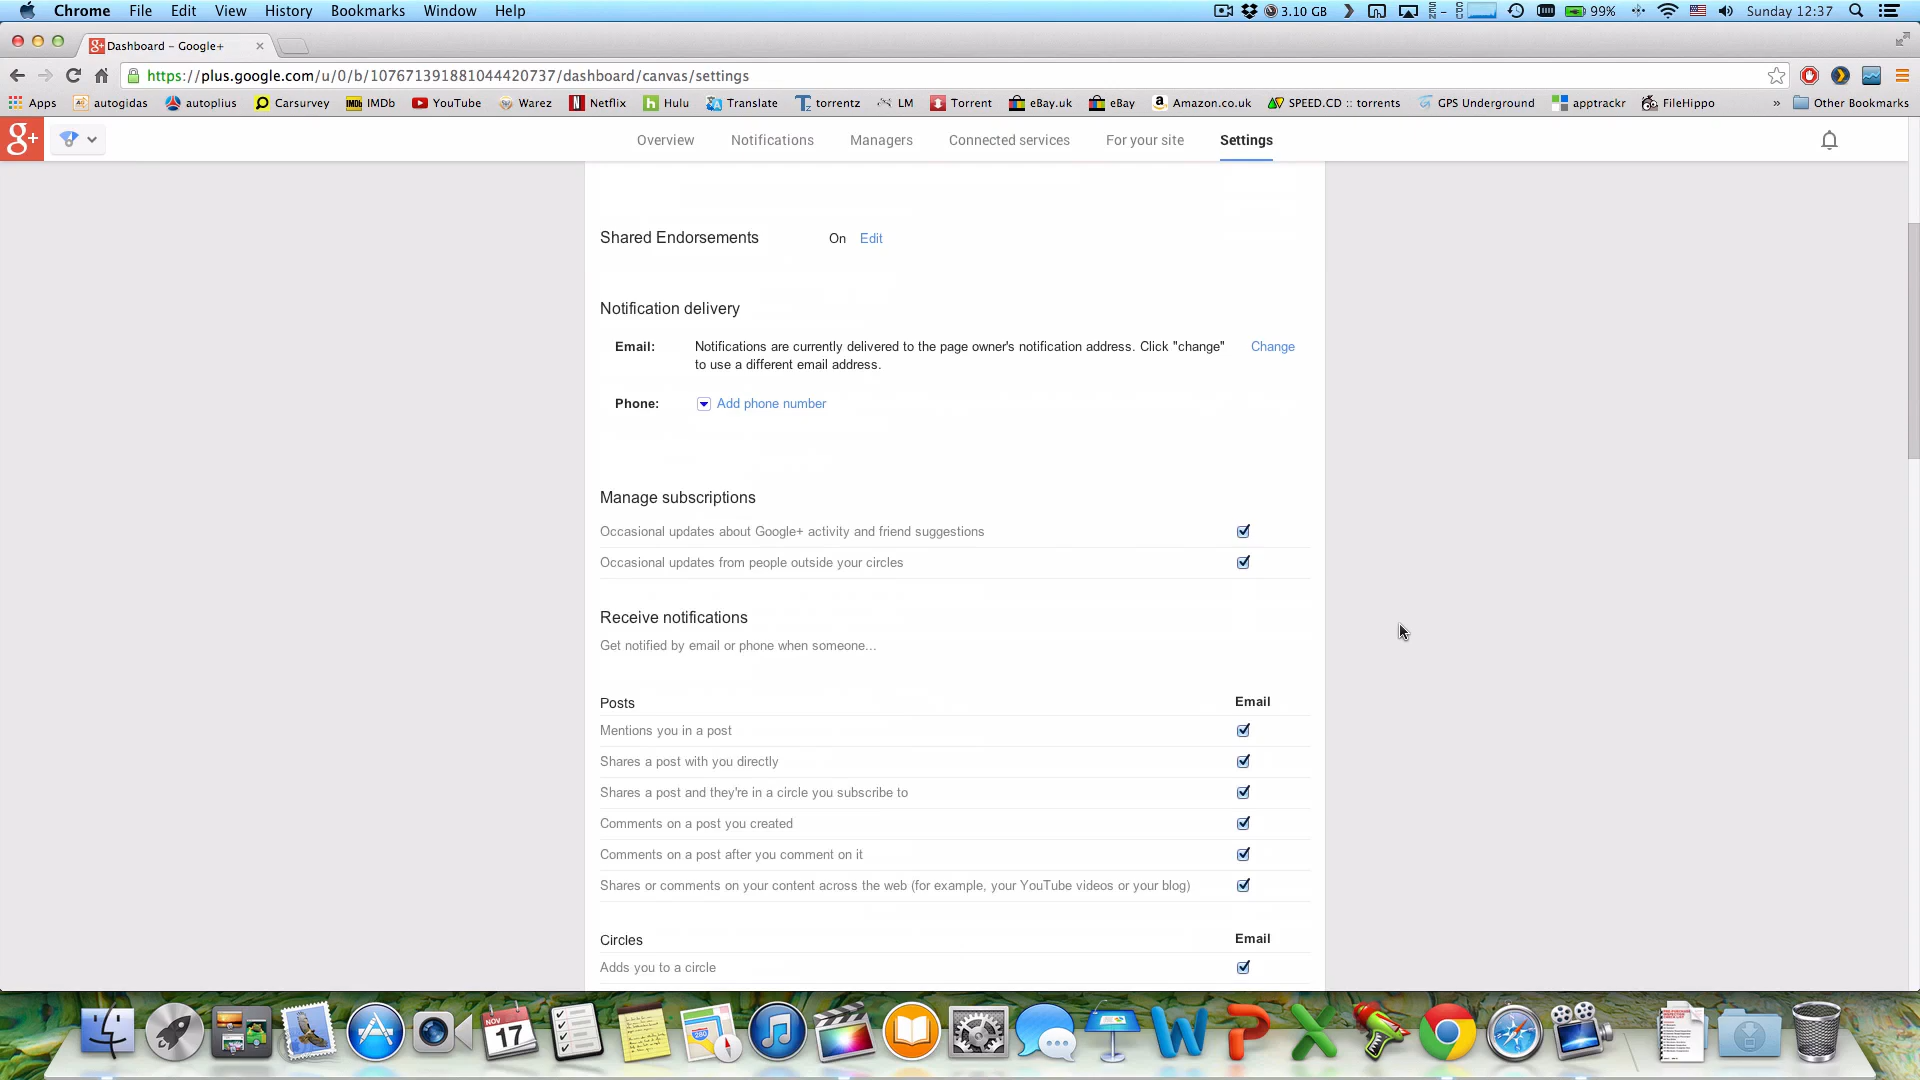 Chrome File Edit View History Bookmarks Window Help 3.10 GB 99% Sunday 12:37
Dashboard – Google+
https://plus.google.com/u/0/b/107671391881044420737/dashboard/canvas/settings
Apps autogidas autoplius Carsurvey IMDb YouTube Warez Netflix Hulu Translate torrentz LM Torrent eBay.uk eBay Amazon.co.uk SPEED.CD :: torrents GPS Underground apptrackr FileHippo » Other Bookmarks
g+ Overview Notifications Managers Connected services For your site Settings
Shared Endorsements On Edit
Notification delivery
Email: Notifications are currently delivered to the page owner's notification address. Click "change" Change
to use a different email address.
Phone: Add phone number
Manage subscriptions
Occasional updates about Google+ activity and friend suggestions
Occasional updates from people outside your circles
Receive notifications
Get notified by email or phone when someone...
Posts Email
Mentions you in a post
Shares a post with you directly
Shares a post and they're in a circle you subscribe to
Comments on a post you created
Comments on a post after you comment on it
Shares or comments on your content across the web (for example, your YouTube videos or your blog)
Circles Email
Adds you to a circle
NOV
17